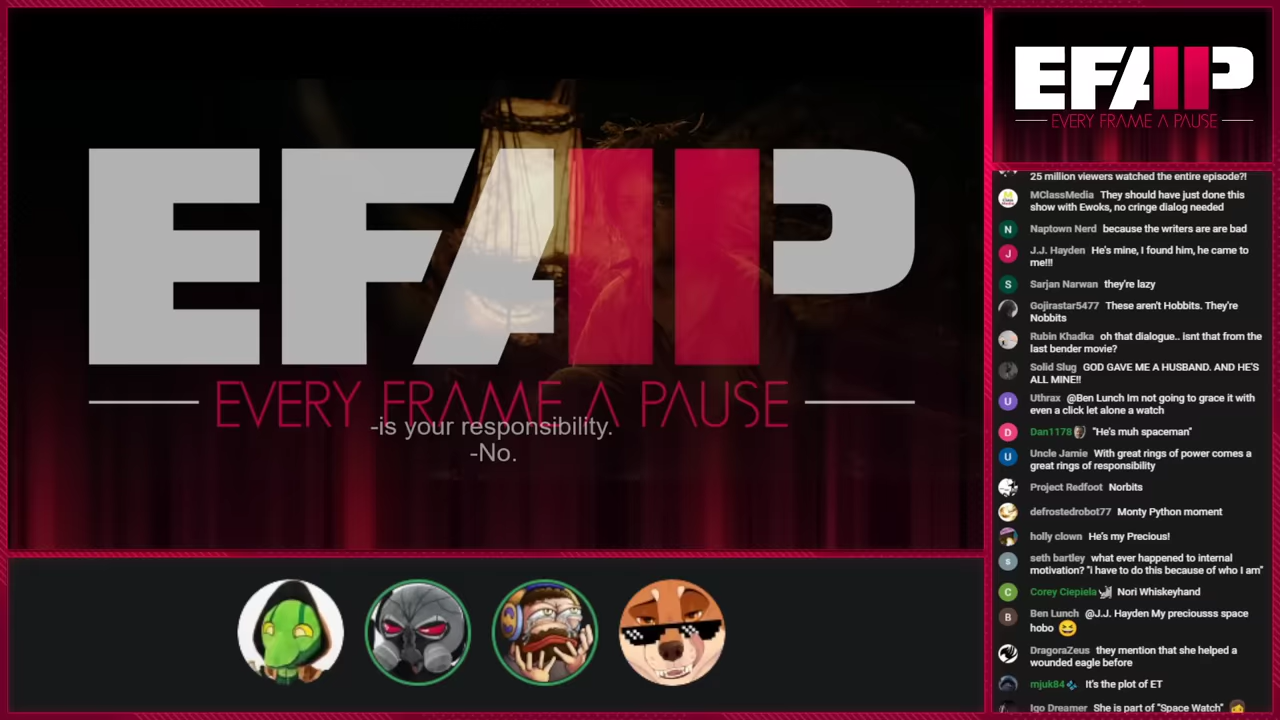 EFAP
EVERY FRAME A PAUSE
-is your responsibility.
-No.
EFAP
EVERY FRAME A PAUSE
25 million viewers watched the entire episode?!
MClassMedia They should have just done this
show with Ewoks, no cringe dialog needed
N
Naptown Nerd because the writers are are bad
J
J.J. Hayden He's mine, I found him, he came to
me!!!
S
Sarjan Narwan they're lazy
Gojirastar5477 These aren't Hobbits. They're
Nobbits
Rubin Khadka oh that dialogue.. isnt that from the
last bender movie?
Solid Slug GOD GAVE ME A HUSBAND. AND HE'S
ALL MINE!!
U
Uthrax @Ben Lunch Im not going to grace it with
even a click let alone a watch
D
Dan1178 "He's muh spaceman"
U
Uncle Jamie With great rings of power comes a
great rings of responsibility
Project Redfoot Norbits
defrostedrobot77 Monty Python moment
holly clown He's my Precious!
s
seth bartley what ever happened to internal
motivation? "I have to do this because of who I am"
C
Corey Ciepiela Nori Whiskeyhand
B
Ben Lunch @J.J. Hayden My preciousss space
hobo 😆
DragoraZeus they mention that she helped a
wounded eagle before
mjuk84 It's the plot of ET
Igo Dreamer She is part of "Space Watch"